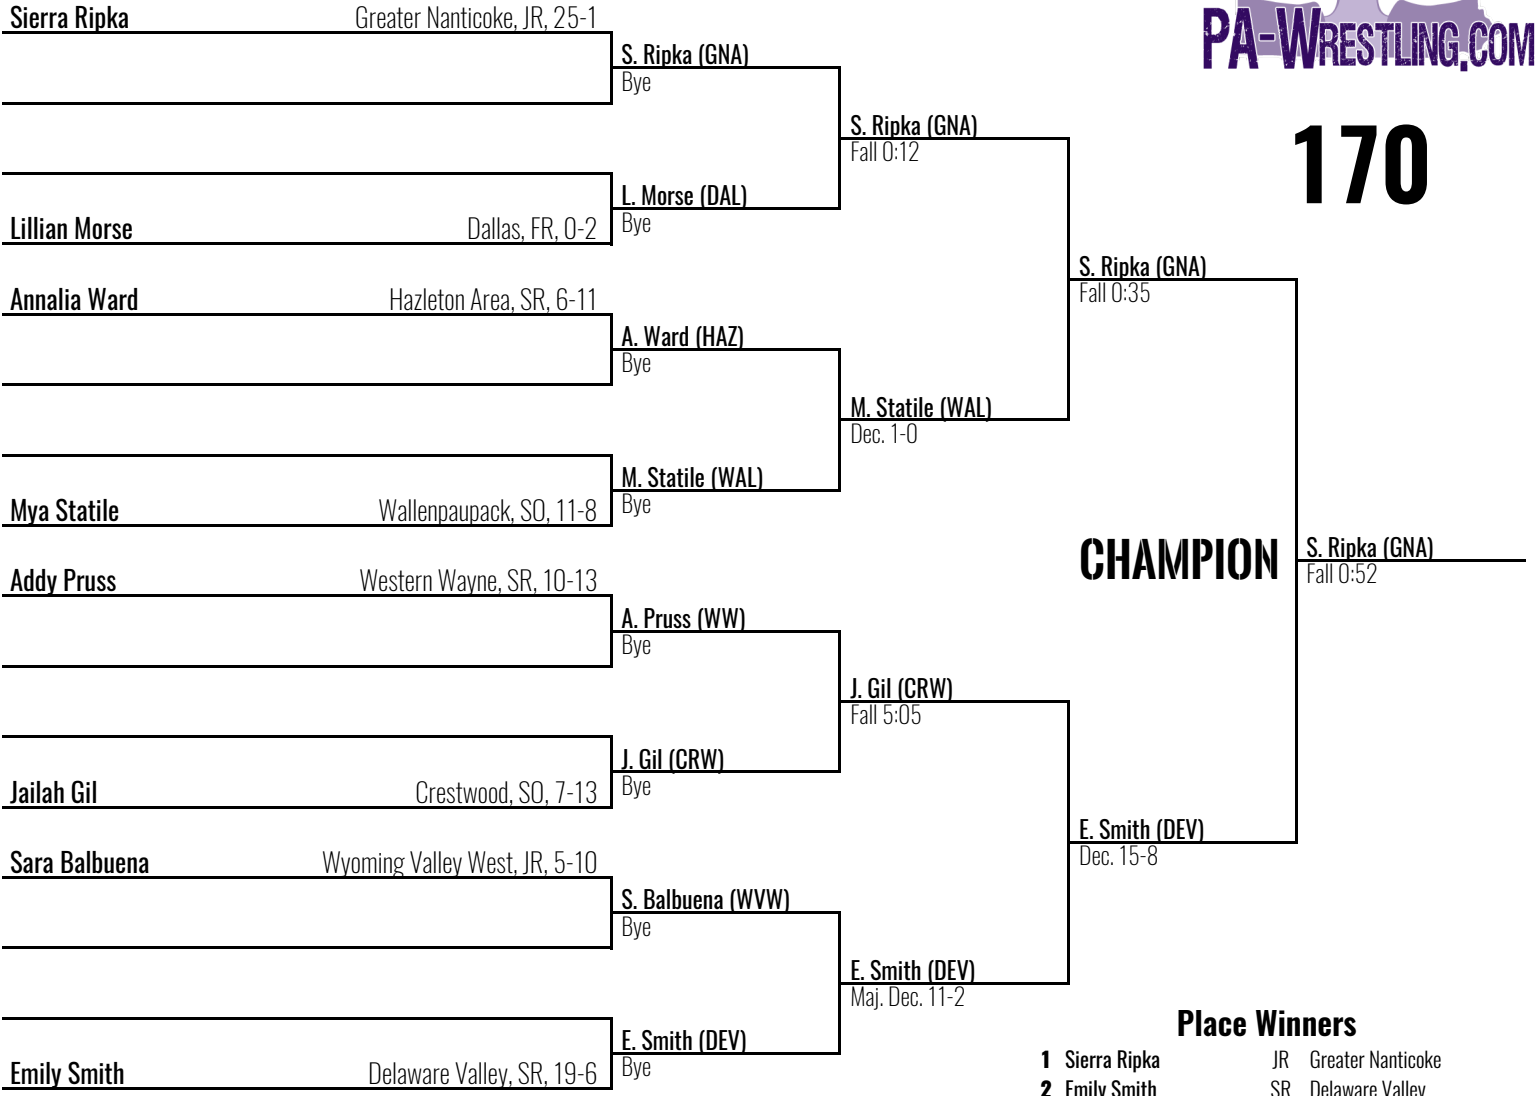 Sierra Ripka Greater Nanticoke, JR, 25-1
S. Ripka (GNA)
Bye
L. Morse (DAL)
Bye
Lillian Morse Dallas, FR, 0-2
S. Ripka (GNA)
Fall 0:12
Annalia Ward Hazleton Area, SR, 6-11
A. Ward (HAZ)
Bye
M. Statile (WAL)
Bye
Mya Statile Wallenpaupack, SO, 11-8
M. Statile (WAL)
Dec. 1-0
S. Ripka (GNA)
Fall 0:35
Addy Pruss Western Wayne, SR, 10-13
A. Pruss (WW)
Bye
J. Gil (CRW)
Bye
Jailah Gil Crestwood, SO, 7-13
J. Gil (CRW)
Fall 5:05
Sara Balbuena Wyoming Valley West, JR, 5-10
S. Balbuena (WVW)
Bye
E. Smith (DEV)
Bye
Emily Smith Delaware Valley, SR, 19-6
E. Smith (DEV)
Maj. Dec. 11-2
E. Smith (DEV)
Dec. 15-8
PA-WRESTLING.COM
170
CHAMPION
S. Ripka (GNA)
Fall 0:52
Place Winners
1 Sierra Ripka JR Greater Nanticoke
2 Emily Smith SR Delaware Valley